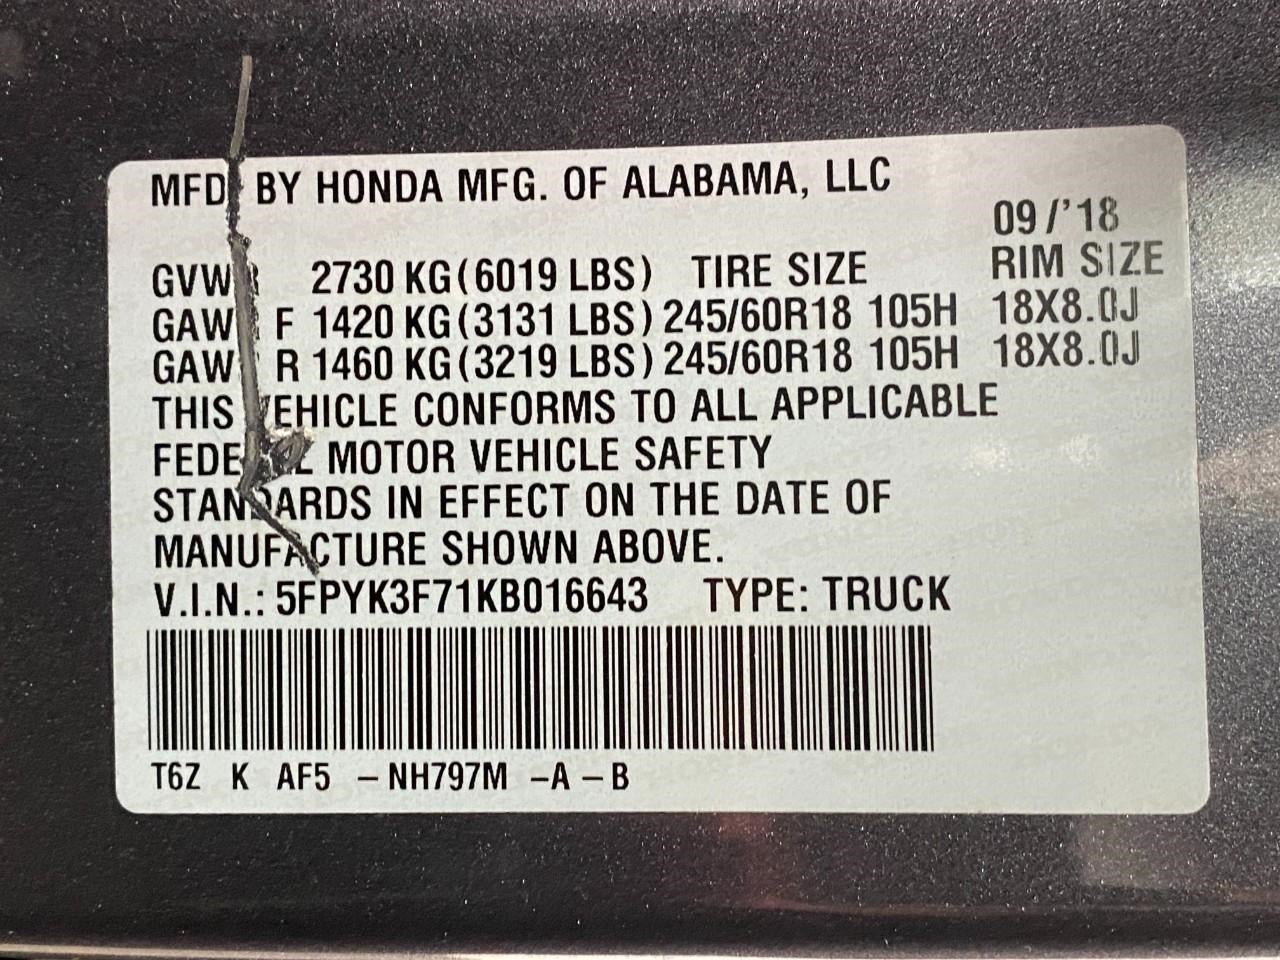 MFD BY HONDA MFG. OF ALABAMA, LLC
09/'18
GVWR 2730 KG(6019 LBS) TIRE SIZE RIM SIZE
GAW F 1420 KG(3131 LBS) 245/60R18 105H 18X8.0J
GAW R 1460 KG(3219 LBS) 245/60R18 105H 18X8.0J
THIS VEHICLE CONFORMS TO ALL APPLICABLE
FEDERAL MOTOR VEHICLE SAFETY
STANDARDS IN EFFECT ON THE DATE OF
MANUFACTURE SHOWN ABOVE.
V.I.N.: 5FPYK3F71KB016643 TYPE: TRUCK
T6Z K AF5 –NH797M –A –B